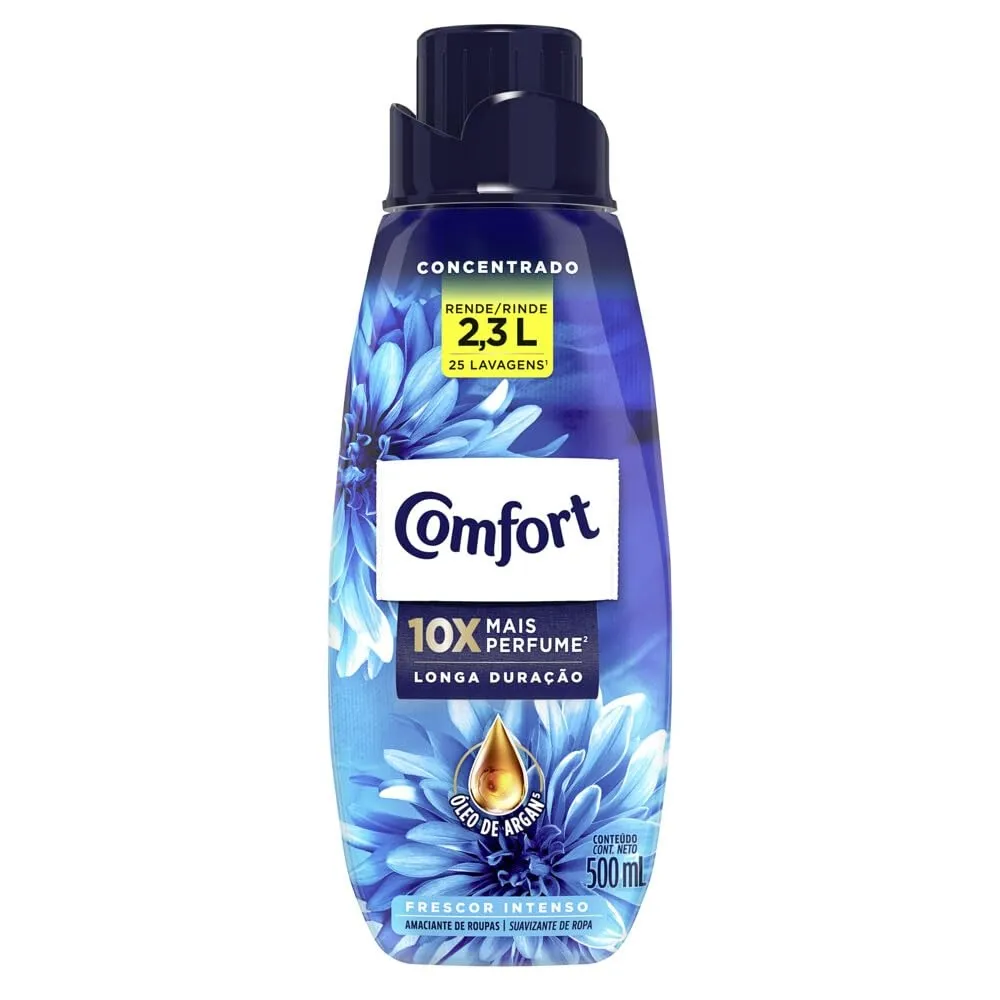 CONCENTRADO
RENDE/RINDE
2,3 L
25 LAVAGENS¹
Comfort
10X MAIS
PERFUME²
LONGA DURAÇÃO
ÓLEO DE ARGAN⁵
CONTEÚDO
CONT. NETO
500 mL
FRESCOR INTENSO
AMACIANTE DE ROUPAS | SUAVIZANTE DE ROPA